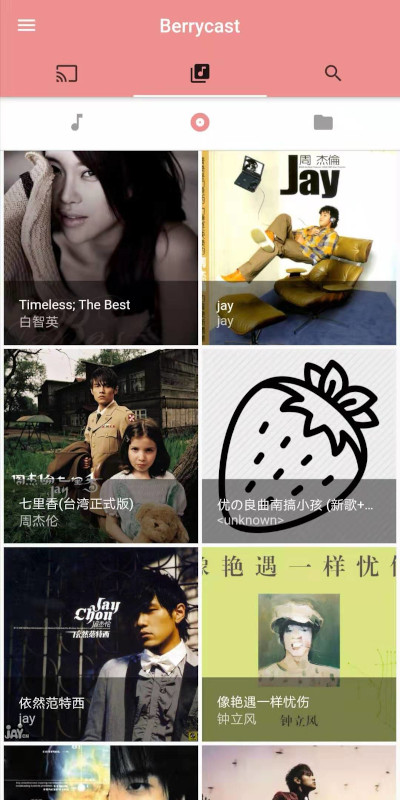 Berrycast
Timeless; The Best
白智英
周 杰倫
Jay
jay
jay
周杰伦 七里香
jay
七里香(台湾正式版)
周杰伦
优の良曲南搞小孩 (新歌+…
<unknown>
Jay
Chou
周杰伦
依然范特西
依然范特西
jay
JAY
像艳遇一样忧伤
像艳遇一样忧伤
钟立风
钟立风